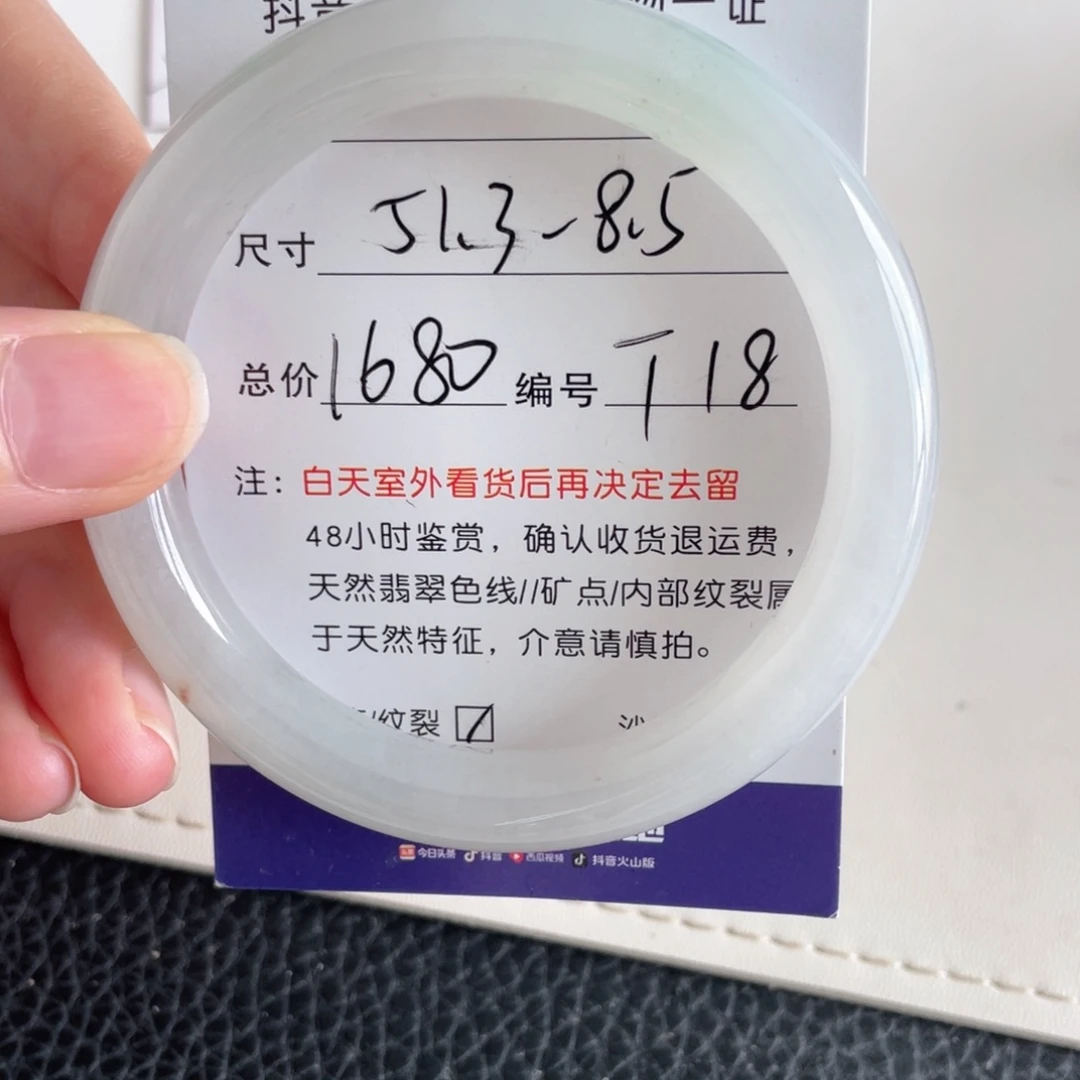 抖音
一证
尺寸 51.3-8.5
总价 1680 编号 T18
注：白天室外看货后再决定去留
48小时鉴赏，确认收货退运费，
天然翡翠色线//矿点/内部纹裂属
于天然特征，介意请慎拍。
/纹裂 ☑
今日头条 抖音 西瓜视频 抖音火山版